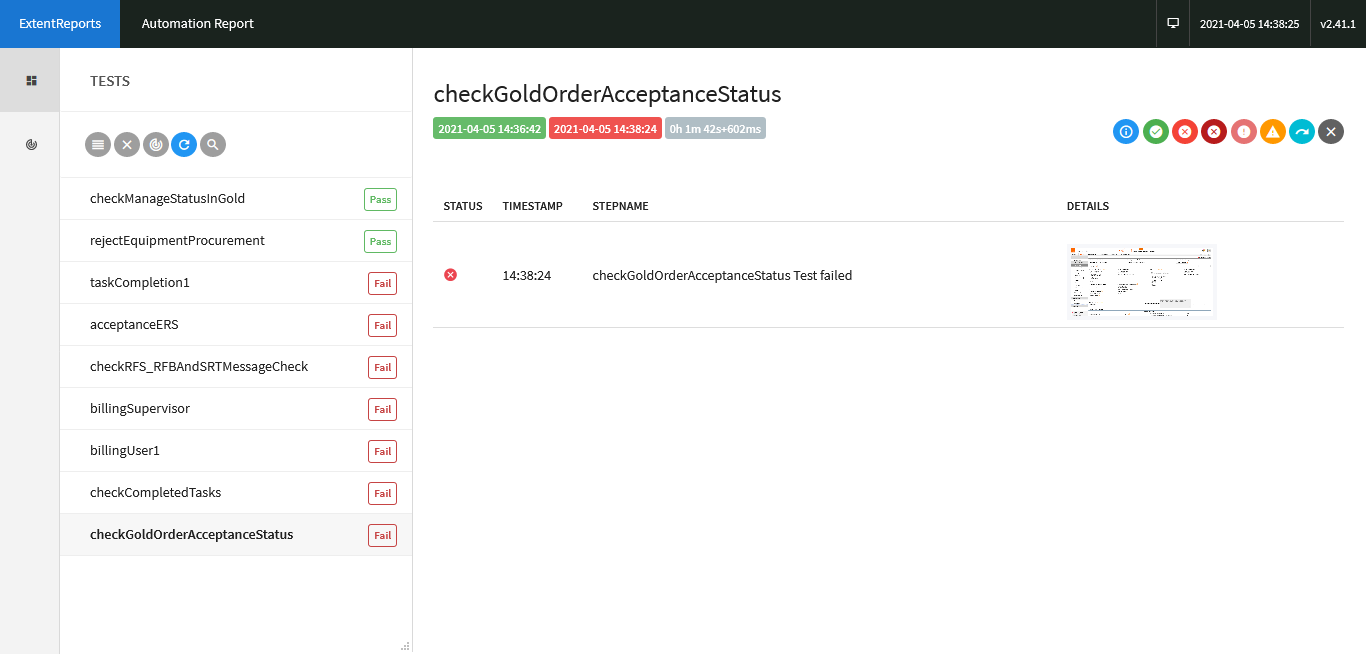 ExtentReports
Automation Report
2021-04-05 14:38:25
v2.41.1
TESTS
checkManageStatusInGold Pass
rejectEquipmentProcurement Pass
taskCompletion1 Fail
acceptanceERS Fail
checkRFS_RFBAndSRTMessageCheck Fail
billingSupervisor Fail
billingUser1 Fail
checkCompletedTasks Fail
checkGoldOrderAcceptanceStatus Fail
checkGoldOrderAcceptanceStatus
2021-04-05 14:36:42 2021-04-05 14:38:24 0h 1m 42s+602ms
STATUS TIMESTAMP STEPNAME DETAILS
14:38:24 checkGoldOrderAcceptanceStatus Test failed